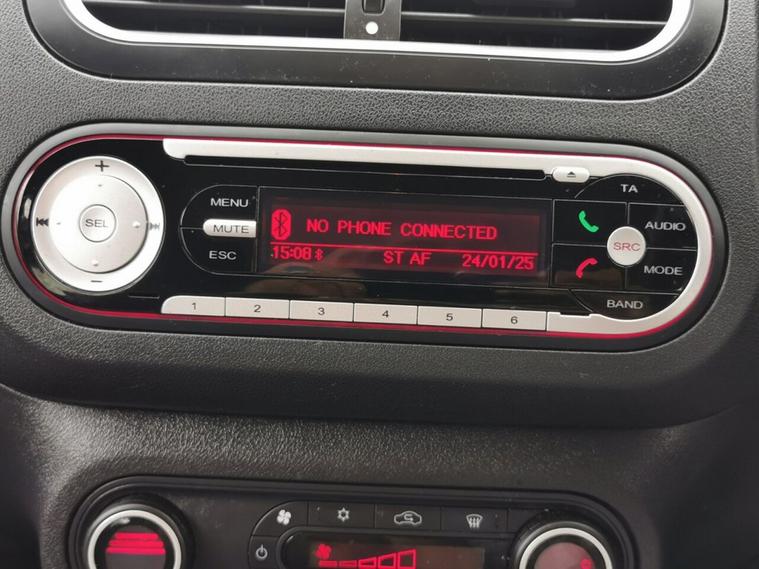 TA
+
MENU
NO PHONE CONNECTED
AUDIO
SEL
MUTE
SRC
ESC
15:08 ST AF 24/01/25
MODE
−
BAND
1 2 3 4 5 6